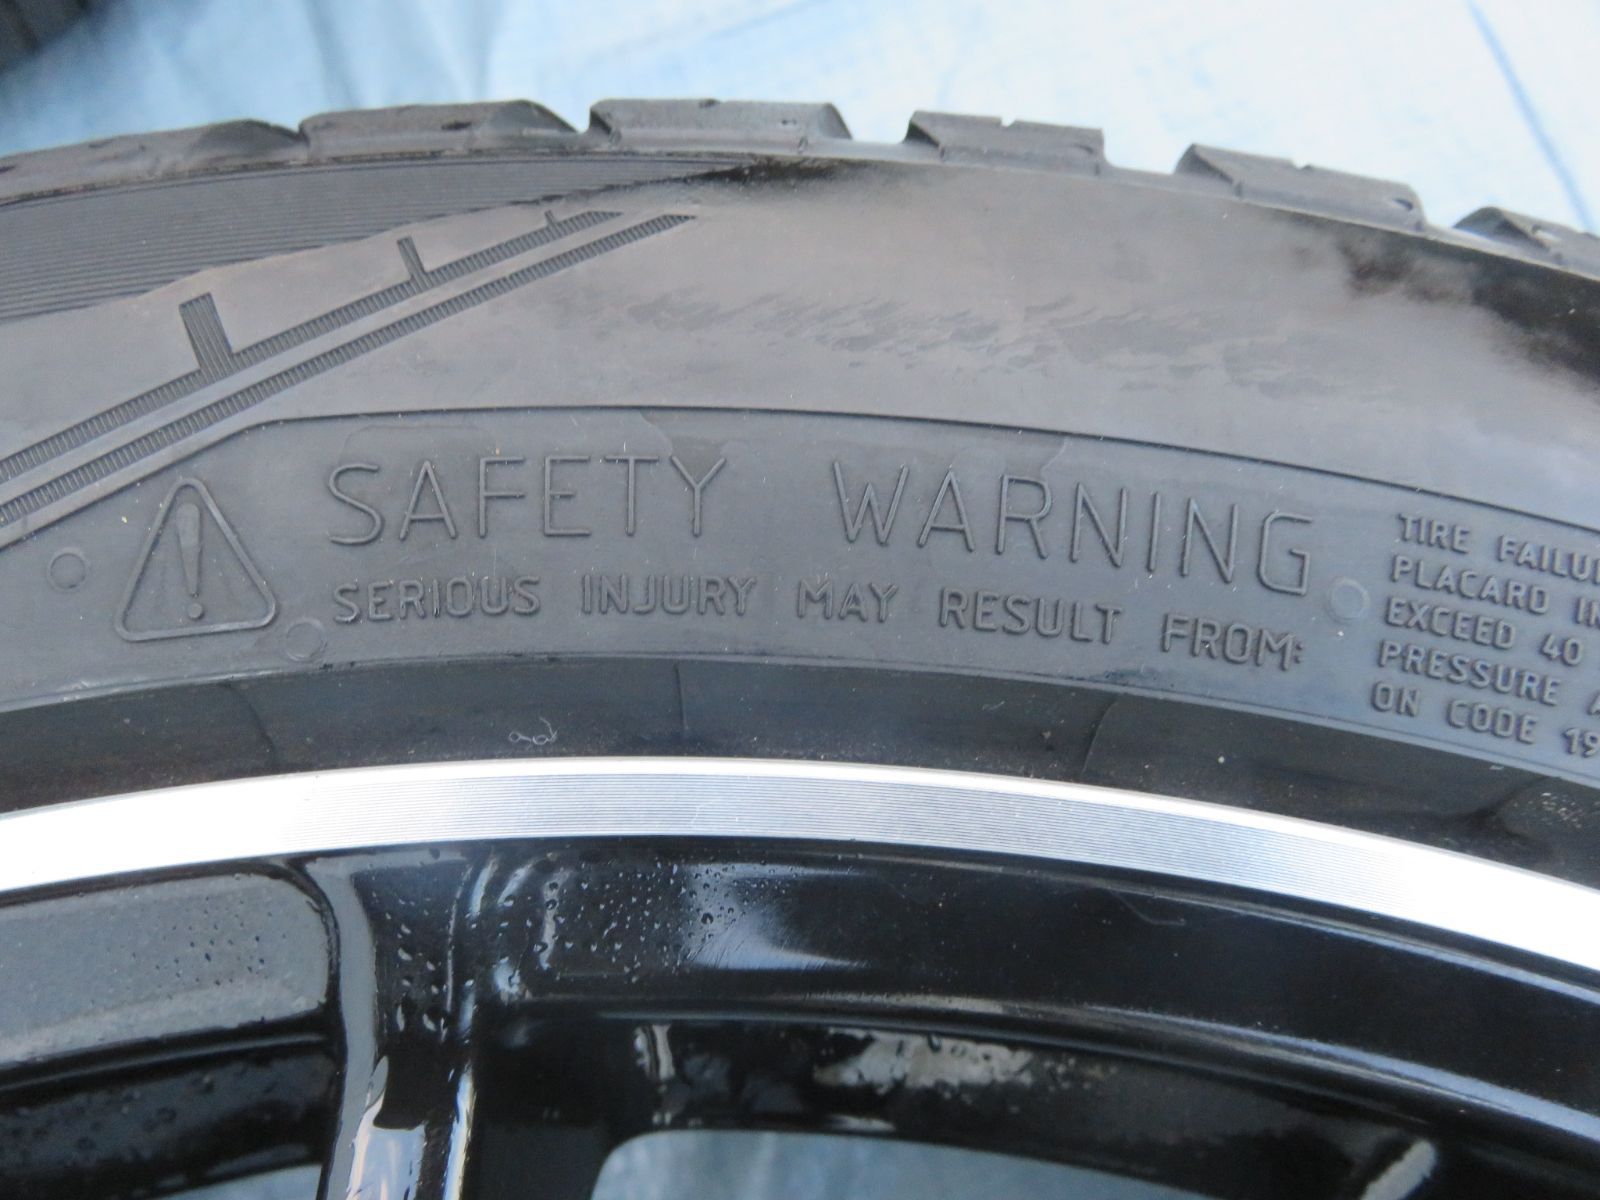 SAFETY WARNING
SERIOUS INJURY MAY RESULT FROM:
TIRE
PLACARD
EXCEED 40
PRESSURE
ON CODE